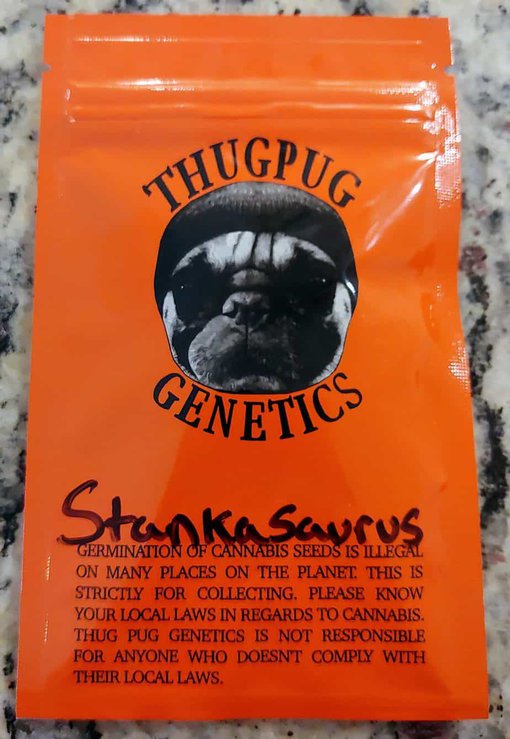 THUGPUG
GENETICS
Stankasaurus
GERMINATION OF CANNABIS SEEDS IS ILLEGAL
ON MANY PLACES ON THE PLANET. THIS IS
STRICTLY FOR COLLECTING. PLEASE KNOW
YOUR LOCAL LAWS IN REGARDS TO CANNABIS.
THUG PUG GENETICS IS NOT RESPONSIBLE
FOR ANYONE WHO DOESN'T COMPLY WITH
THEIR LOCAL LAWS.